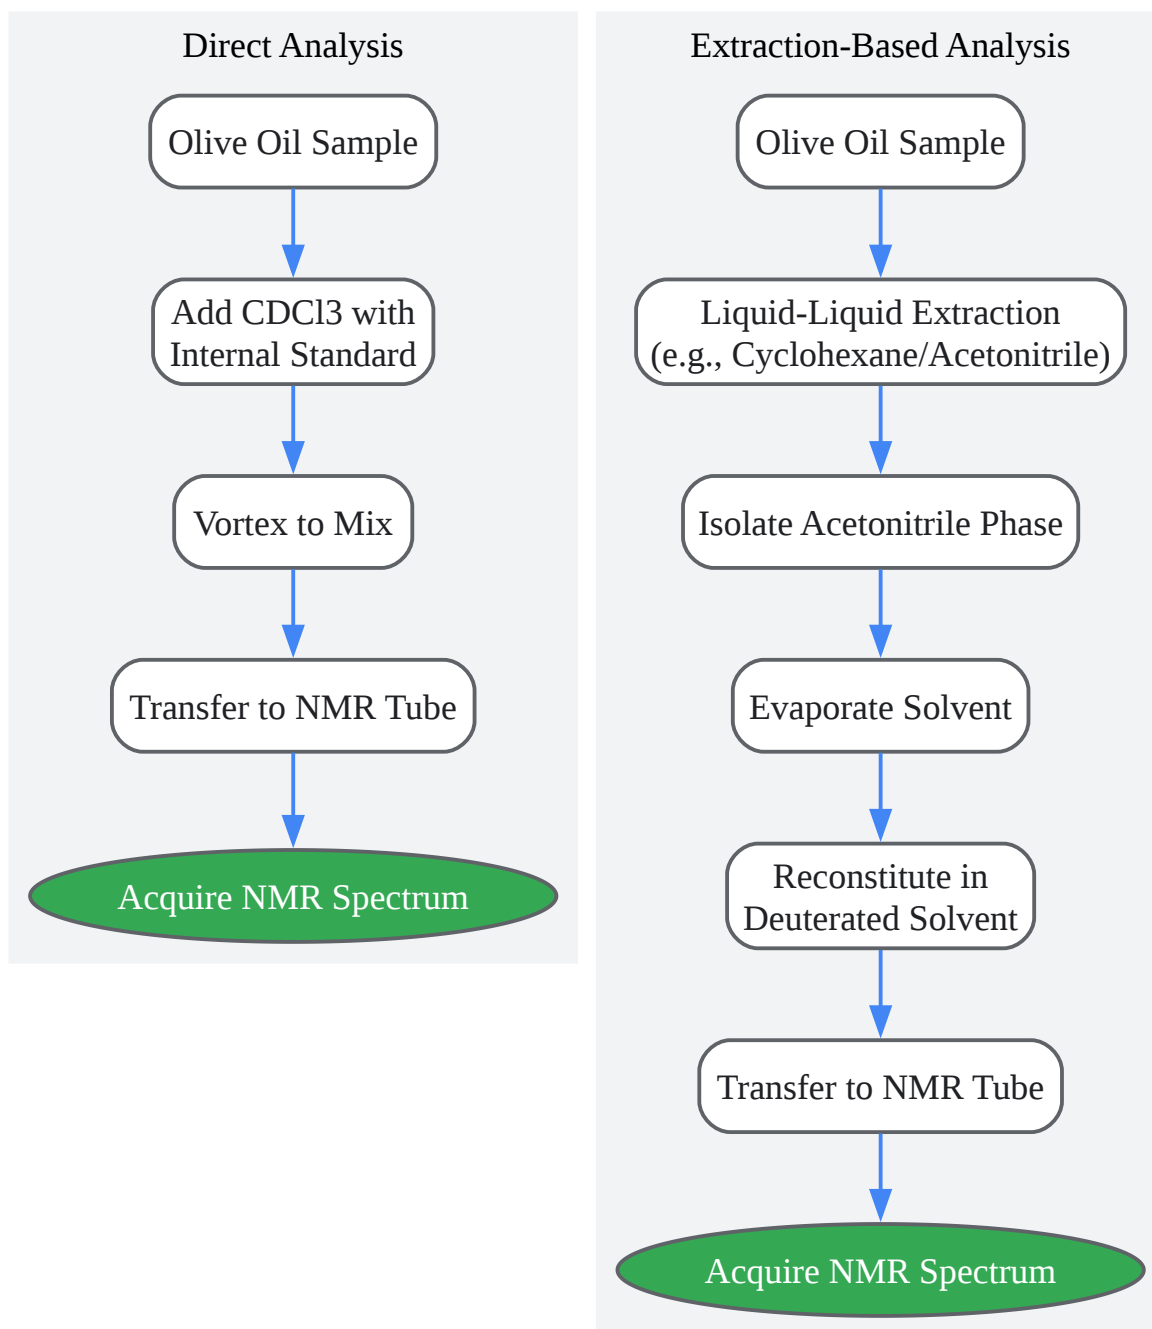 Direct Analysis
Olive Oil Sample
Add CDCl3 with
Internal Standard
Vortex to Mix
Transfer to NMR Tube
Acquire NMR Spectrum
Extraction-Based Analysis
Olive Oil Sample
Liquid-Liquid Extraction
(e.g., Cyclohexane/Acetonitrile)
Isolate Acetonitrile Phase
Evaporate Solvent
Reconstitute in
Deuterated Solvent
Transfer to NMR Tube
Acquire NMR Spectrum